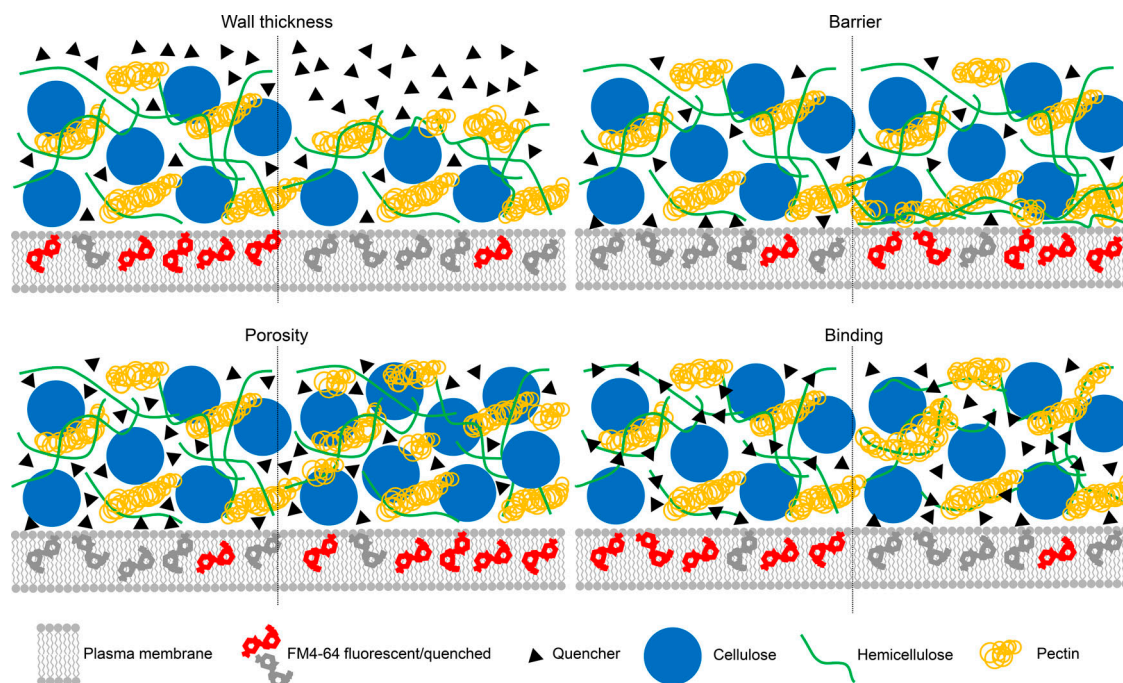 Wall thickness
Barrier
Porosity
Binding
Plasma membrane
FM4-64 fluorescent/quenched
Quencher
Cellulose
Hemicellulose
Pectin